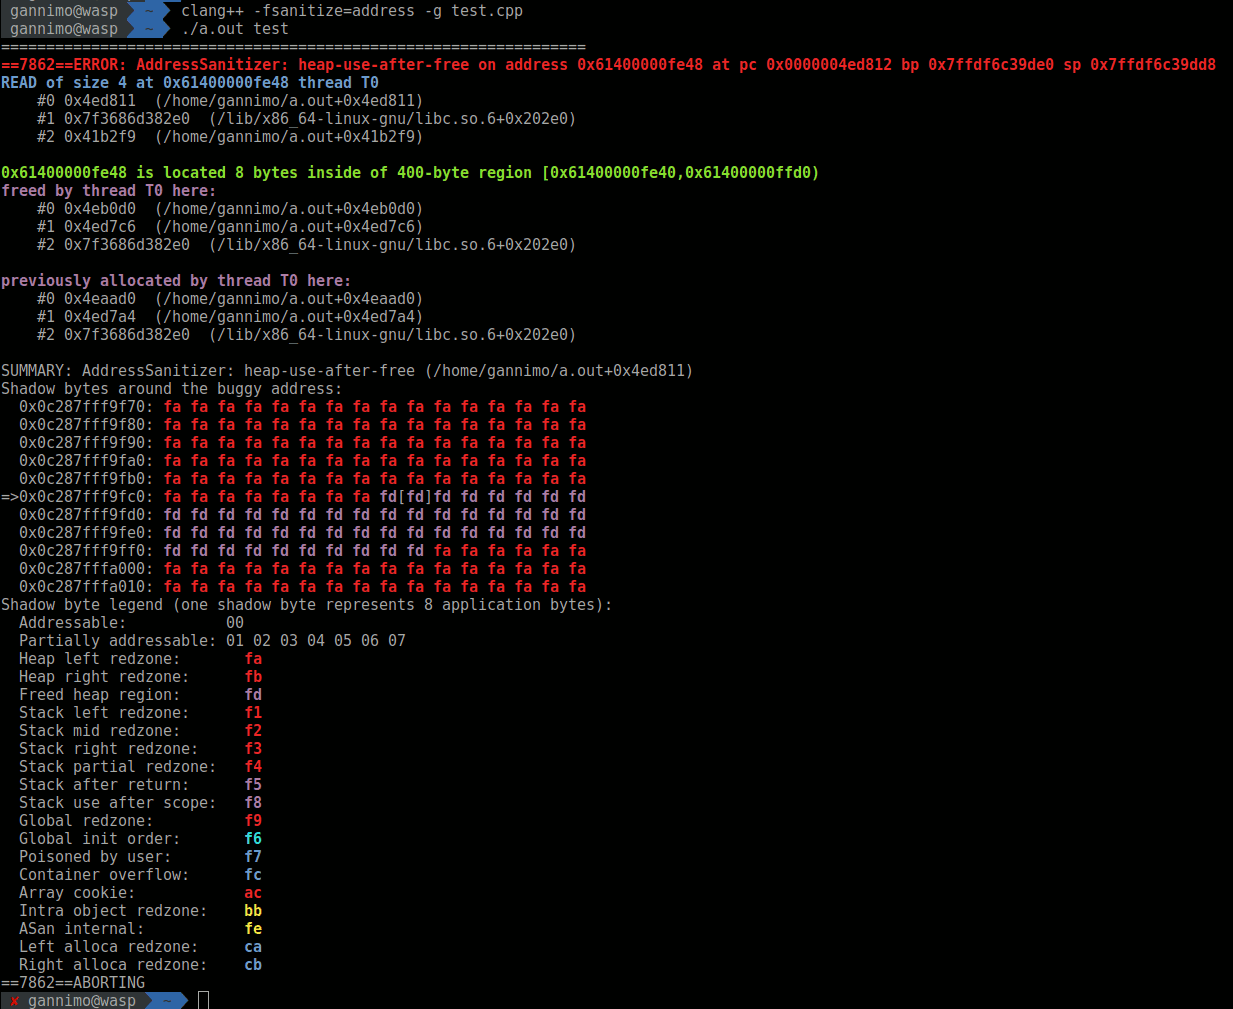 gannimo@wasp ~ clang++ -fsanitize=address -g test.cpp
gannimo@wasp ~ ./a.out test
=================================================================
==7862==ERROR: AddressSanitizer: heap-use-after-free on address 0x61400000fe48 at pc 0x0000004ed812 bp 0x7ffdf6c39de0 sp 0x7ffdf6c39dd8
READ of size 4 at 0x61400000fe48 thread T0
    #0 0x4ed811  (/home/gannimo/a.out+0x4ed811)
    #1 0x7f3686d382e0  (/lib/x86_64-linux-gnu/libc.so.6+0x202e0)
    #2 0x41b2f9  (/home/gannimo/a.out+0x41b2f9)

0x61400000fe48 is located 8 bytes inside of 400-byte region [0x61400000fe40,0x61400000ffd0)
freed by thread T0 here:
    #0 0x4eb0d0  (/home/gannimo/a.out+0x4eb0d0)
    #1 0x4ed7c6  (/home/gannimo/a.out+0x4ed7c6)
    #2 0x7f3686d382e0  (/lib/x86_64-linux-gnu/libc.so.6+0x202e0)

previously allocated by thread T0 here:
    #0 0x4eaad0  (/home/gannimo/a.out+0x4eaad0)
    #1 0x4ed7a4  (/home/gannimo/a.out+0x4ed7a4)
    #2 0x7f3686d382e0  (/lib/x86_64-linux-gnu/libc.so.6+0x202e0)

SUMMARY: AddressSanitizer: heap-use-after-free (/home/gannimo/a.out+0x4ed811)
Shadow bytes around the buggy address:
  0x0c287fff9f70: fa fa fa fa fa fa fa fa fa fa fa fa fa fa fa fa
  0x0c287fff9f80: fa fa fa fa fa fa fa fa fa fa fa fa fa fa fa fa
  0x0c287fff9f90: fa fa fa fa fa fa fa fa fa fa fa fa fa fa fa fa
  0x0c287fff9fa0: fa fa fa fa fa fa fa fa fa fa fa fa fa fa fa fa
  0x0c287fff9fb0: fa fa fa fa fa fa fa fa fa fa fa fa fa fa fa fa
=>0x0c287fff9fc0: fa fa fa fa fa fa fa fa fd[fd]fd fd fd fd fd fd
  0x0c287fff9fd0: fd fd fd fd fd fd fd fd fd fd fd fd fd fd fd fd
  0x0c287fff9fe0: fd fd fd fd fd fd fd fd fd fd fd fd fd fd fd fd
  0x0c287fff9ff0: fd fd fd fd fd fd fd fd fd fd fa fa fa fa fa fa
  0x0c287fffa000: fa fa fa fa fa fa fa fa fa fa fa fa fa fa fa fa
  0x0c287fffa010: fa fa fa fa fa fa fa fa fa fa fa fa fa fa fa fa
Shadow byte legend (one shadow byte represents 8 application bytes):
  Addressable:           00
  Partially addressable: 01 02 03 04 05 06 07
  Heap left redzone:       fa
  Heap right redzone:      fb
  Freed heap region:       fd
  Stack left redzone:      f1
  Stack mid redzone:       f2
  Stack right redzone:     f3
  Stack partial redzone:   f4
  Stack after return:      f5
  Stack use after scope:   f8
  Global redzone:          f9
  Global init order:       f6
  Poisoned by user:        f7
  Container overflow:      fc
  Array cookie:            ac
  Intra object redzone:    bb
  ASan internal:           fe
  Left alloca redzone:     ca
  Right alloca redzone:    cb
==7862==ABORTING
✘ gannimo@wasp ~